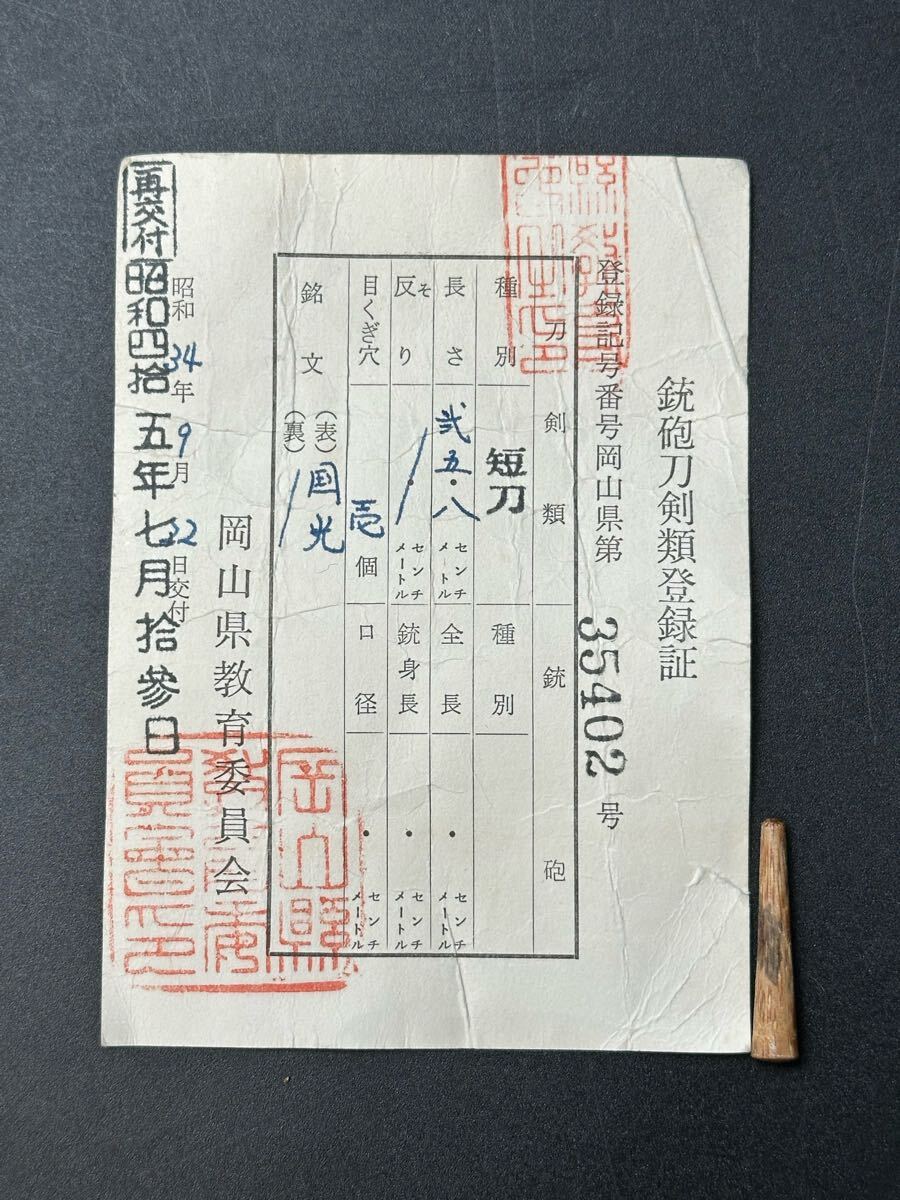 銃砲刀剣類登録証
登録記号番号岡山県第 35402 号
刀剣類 銃砲
種別 短刀 種別
長さ 弐五・八 センチメートル 全長 ・ センチメートル
反り そ / ・ センチメートル 銃身長 ・ センチメートル
目くぎ穴 壱個 口径 ・ センチメートル
銘文 (表) 国光
(裏) /
岡山県教育委員会
昭和34年9月22日交付
再交付昭和四拾五年七月拾参日